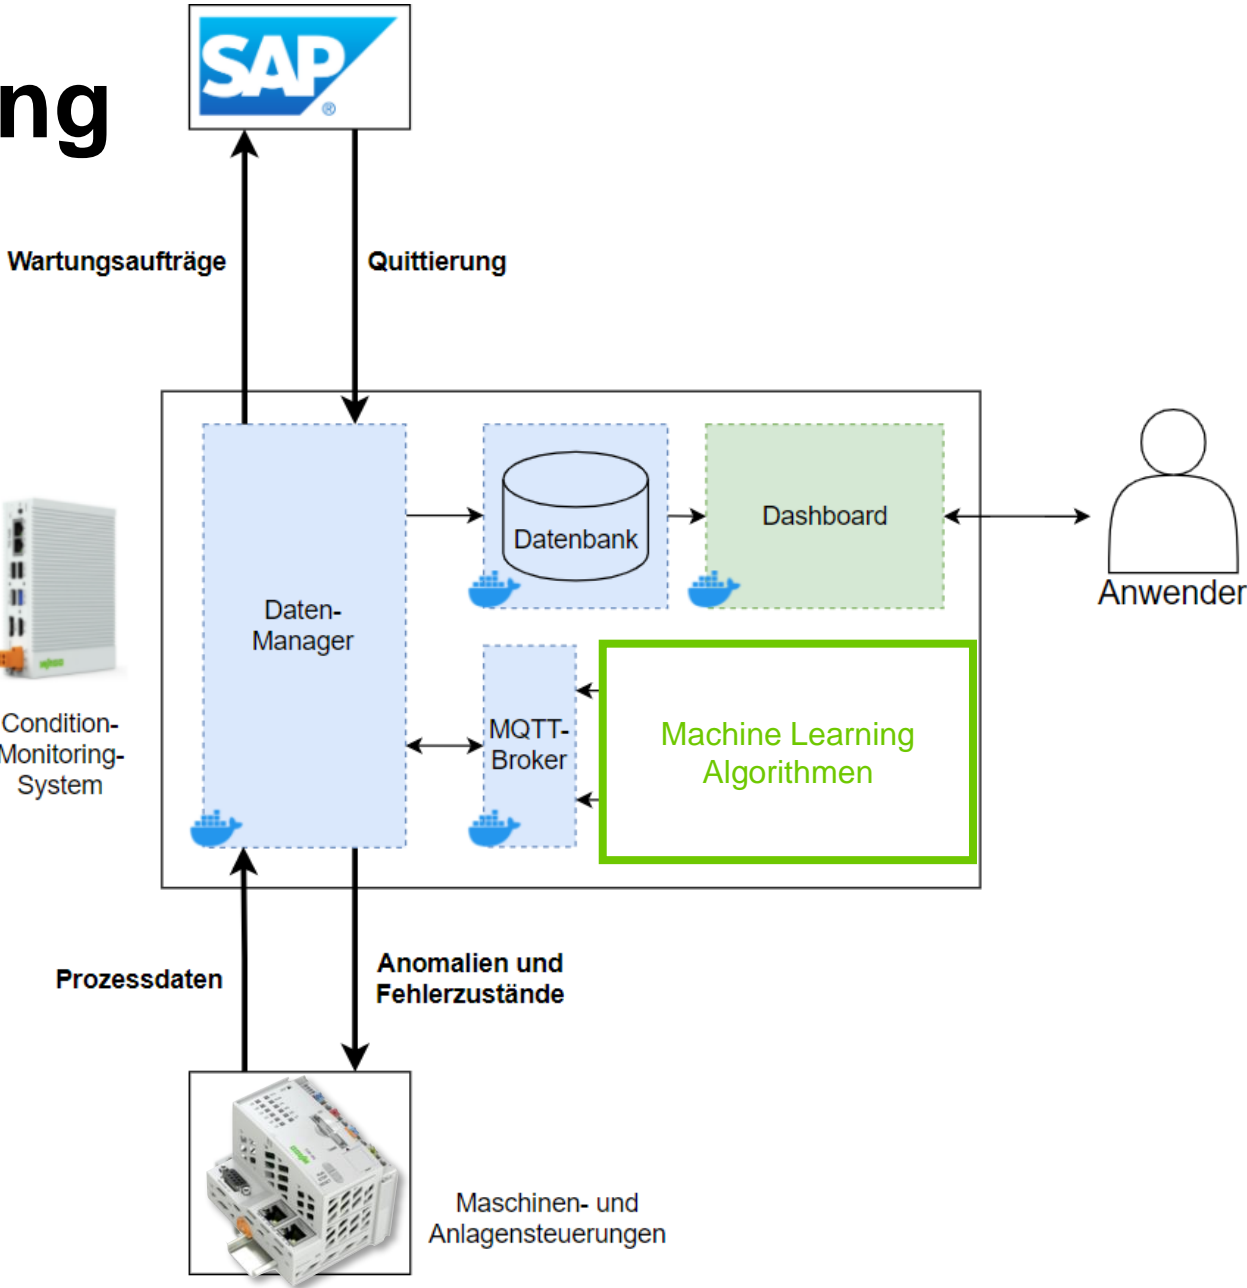 SAP
®
ng
Wartungsaufträge
Quittierung
Datenbank
Dashboard
Anwender
Daten-
Manager
MQTT-
Broker
Machine Learning
Algorithmen
Condition-
Monitoring-
System
Prozessdaten
Anomalien und
Fehlerzustände
Maschinen- und
Anlagensteuerungen